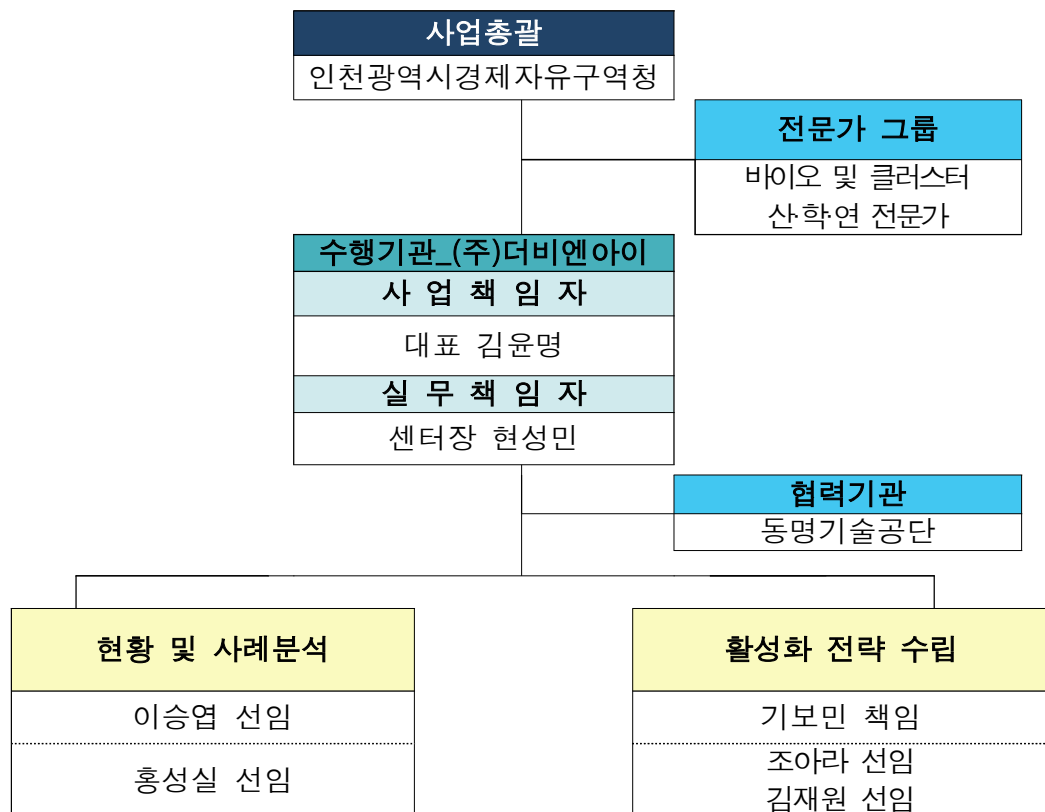 사업총괄
인천광역시경제자유구역청
전문가 그룹
바이오 및 클러스터
산·학·연 전문가
수행기관_(주)더비엔아이
사 업 책 임 자
대표 김윤명
실 무 책 임 자
센터장 현성민
협력기관
동명기술공단
현황 및 사례분석
이승엽 선임
홍성실 선임
활성화 전략 수립
기보민 책임
조아라 선임
김재원 선임